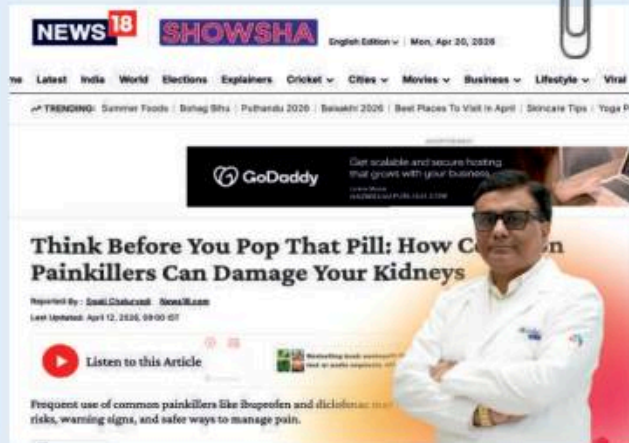 NEWS 18 SHOWSHA English Edition Mon, Apr 20, 2026
Latest India World Elections Explainers Cricket Cities Movies Business Lifestyle Viral
TRENDING: Summer Foods Bohag Bihu Puthandu 2026 Baisakhi 2026 Best Places To Visit In April Skincare Tips Yoga
GoDaddy
Get scalable and secure hosting
that grows with your business.
Think Before You Pop That Pill: How
Painkillers Can Damage Your Kidneys
Reported By: Swati Chaturvedi News18.com
Last Updated: April 12, 2026, 09:00 IST
Listen to this Article
Frequent use of common painkillers like ibuprofen and diclofenac
risks, warning signs, and safer ways to manage pain.